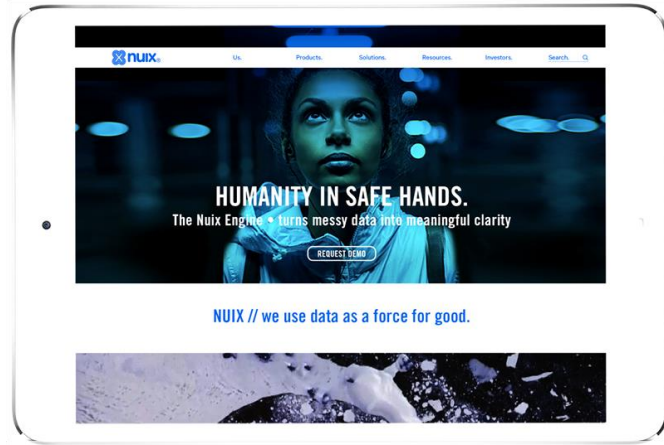 nuix®
Us. Products. Solutions. Resources. Investors. Search.
HUMANITY IN SAFE HANDS.
The Nuix Engine • turns messy data into meaningful clarity
REQUEST DEMO
NUIX // we use data as a force for good.